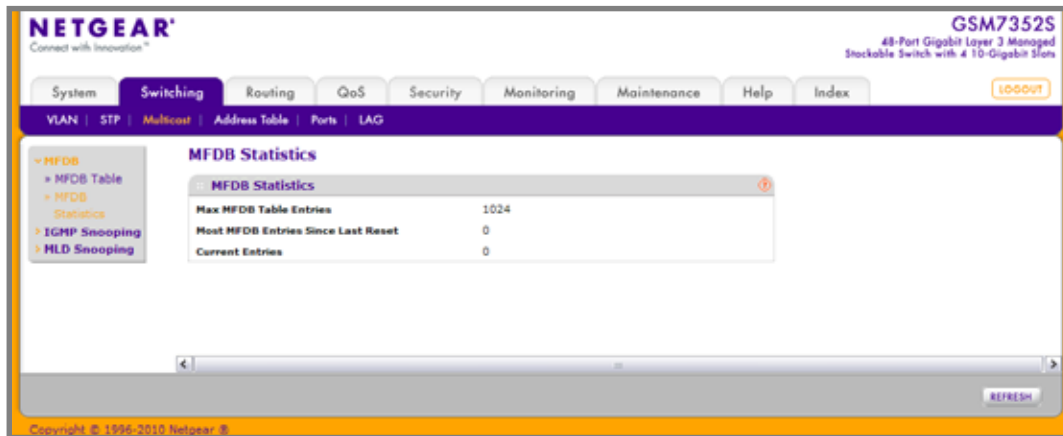 NETGEAR®
Connect with Innovation™
GSM7352S
48-Port Gigabit Layer 3 Managed
Stackable Switch with 4 10-Gigabit Slots
System Switching Routing QoS Security Monitoring Maintenance Help Index LOGOUT
VLAN | STP | Multicast | Address Table | Ports | LAG
MFDB
MFDB Table
MFDB
Statistics
IGMP Snooping
MLD Snooping
MFDB Statistics
MFDB Statistics
Max MFDB Table Entries 1024
Most MFDB Entries Since Last Reset 0
Current Entries 0
REFRESH
Copyright © 1996-2010 Netgear ®